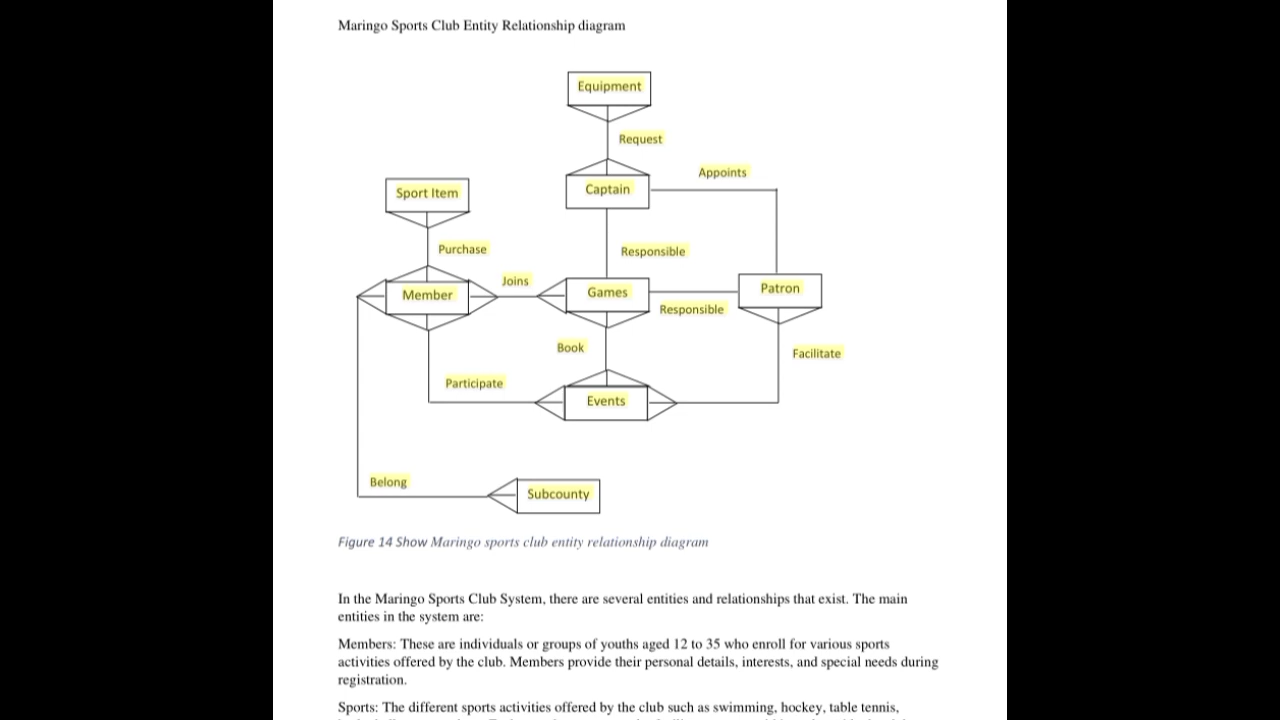 Maringo Sports Club Entity Relationship diagram
Equipment
Request
Appoints
Captain
Sport Item
Purchase
Responsible
Joins
Member
Games
Patron
Responsible
Book
Facilitate
Participate
Events
Belong
Subcounty
Figure 14 Show Maringo sports club entity relationship diagram
In the Maringo Sports Club System, there are several entities and relationships that exist. The main
entities in the system are:
Members: These are individuals or groups of youths aged 12 to 35 who enroll for various sports
activities offered by the club. Members provide their personal details, interests, and special needs during
registration.
Sports: The different sports activities offered by the club such as swimming, hockey, table tennis,